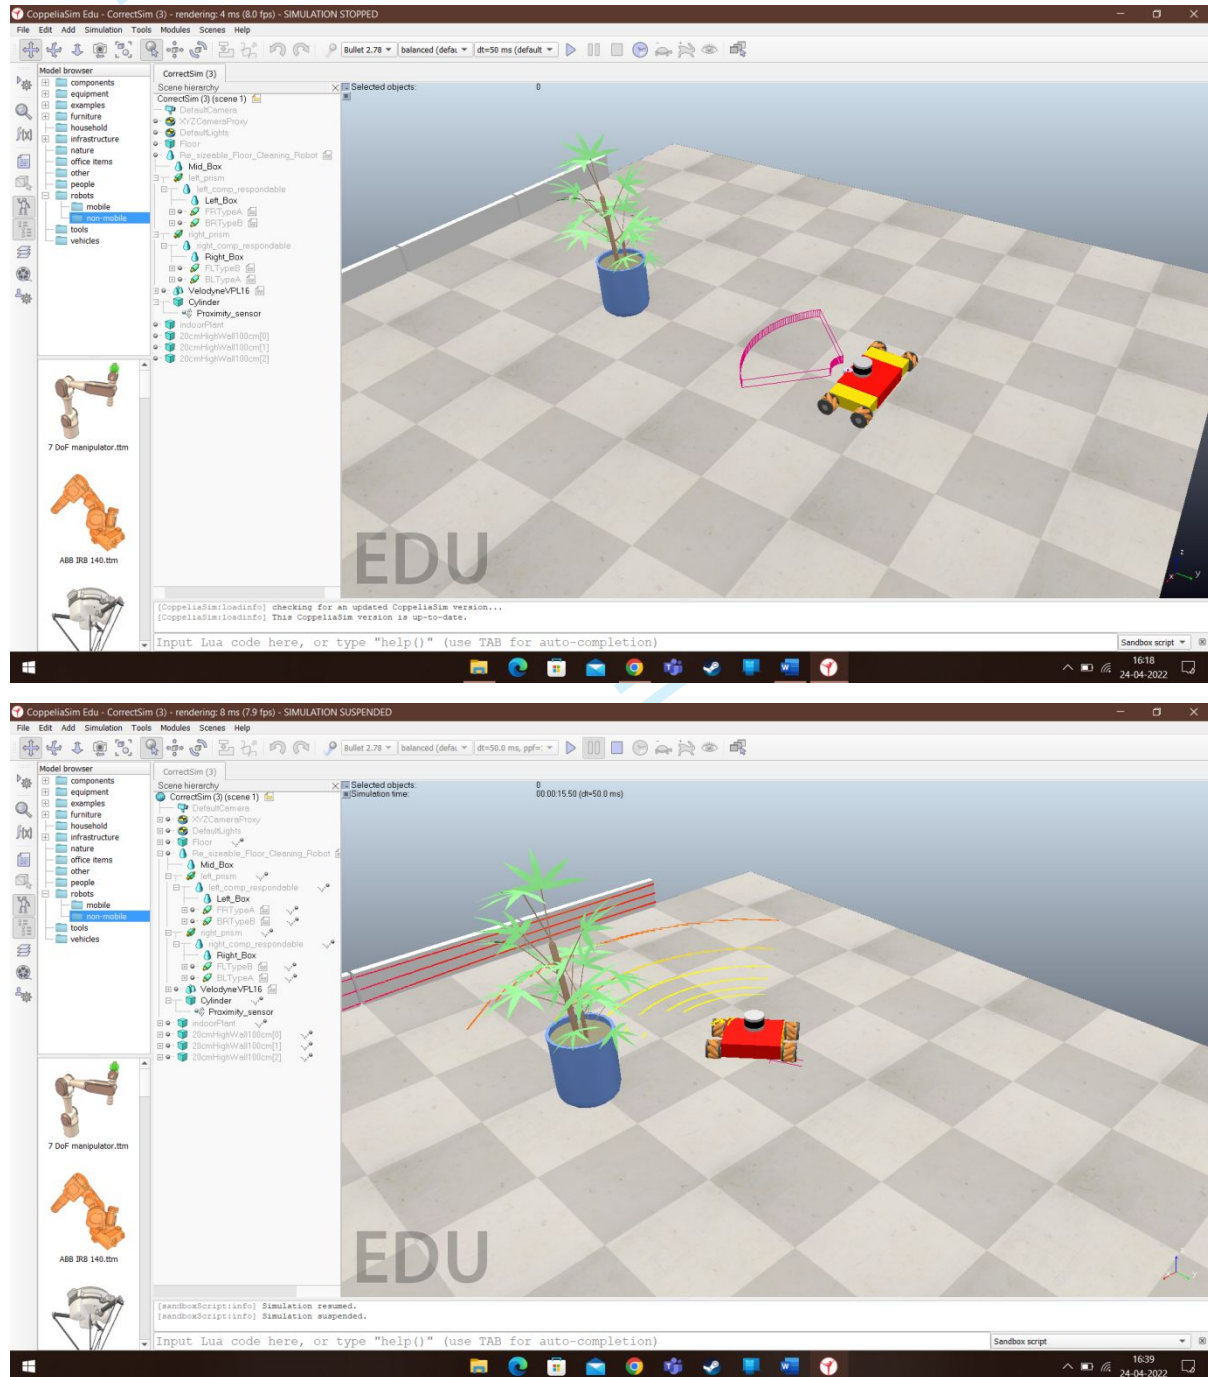 CoppeliaSim Edu - CorrectSim (3) - rendering: 4 ms (8.0 fps) - SIMULATION STOPPED
File Edit Add Simulation Tools Modules Scenes Help
Bullet 2.78 balanced (defau dt=50 ms (default
Model browser
components
equipment
examples
furniture
household
infrastructure
nature
office items
other
people
robots
mobile
non-mobile
tools
vehicles
7 DoF manipulator.ttm
ABB IRB 140.ttm
CorrectSim (3)
Scene hierarchy
CorrectSim (3) (scene 1)
DefaultCamera
XYZCameraProxy
DefaultLights
Floor
Re_sizeable_Floor_Cleaning_Robot
Mid_Box
left_prism
left_comp_respondable
Left_Box
FRTypeA
BRTypeB
right_prism
right_comp_respondable
Right_Box
FLTypeB
BLTypeA
VelodyneVPL16
Cylinder
Proximity_sensor
indoorPlant
20cmHighWall100cm[0]
20cmHighWall100cm[1]
20cmHighWall100cm[2]
Selected objects: 0
EDU
z
x y
[CoppeliaSim:loadinfo] checking for an updated CoppeliaSim version...
[CoppeliaSim:loadinfo] This CoppeliaSim version is up-to-date.
Input Lua code here, or type "help()" (use TAB for auto-completion)
Sandbox script
16:18
24-04-2022
CoppeliaSim Edu - CorrectSim (3) - rendering: 8 ms (7.9 fps) - SIMULATION SUSPENDED
File Edit Add Simulation Tools Modules Scenes Help
Bullet 2.78 balanced (defau dt=50.0 ms, ppf=:
Model browser
components
equipment
examples
furniture
household
infrastructure
nature
office items
other
people
robots
mobile
non-mobile
tools
vehicles
7 DoF manipulator.ttm
ABB IRB 140.ttm
CorrectSim (3)
Scene hierarchy
CorrectSim (3) (scene 1)
DefaultCamera
XYZCameraProxy
DefaultLights
Floor
Re_sizeable_Floor_Cleaning_Robot
Mid_Box
left_prism
left_comp_respondable
Left_Box
FRTypeA
BRTypeB
right_prism
right_comp_respondable
Right_Box
FLTypeB
BLTypeA
VelodyneVPL16
Cylinder
Proximity_sensor
indoorPlant
20cmHighWall100cm[0]
20cmHighWall100cm[1]
20cmHighWall100cm[2]
Selected objects: 0
Simulation time: 00:00:15.50 (dt=50.0 ms)
EDU
[sandboxScript:info] Simulation resumed.
[sandboxScript:info] Simulation suspended.
Input Lua code here, or type "help()" (use TAB for auto-completion)
Sandbox script
16:39
24-04-2022